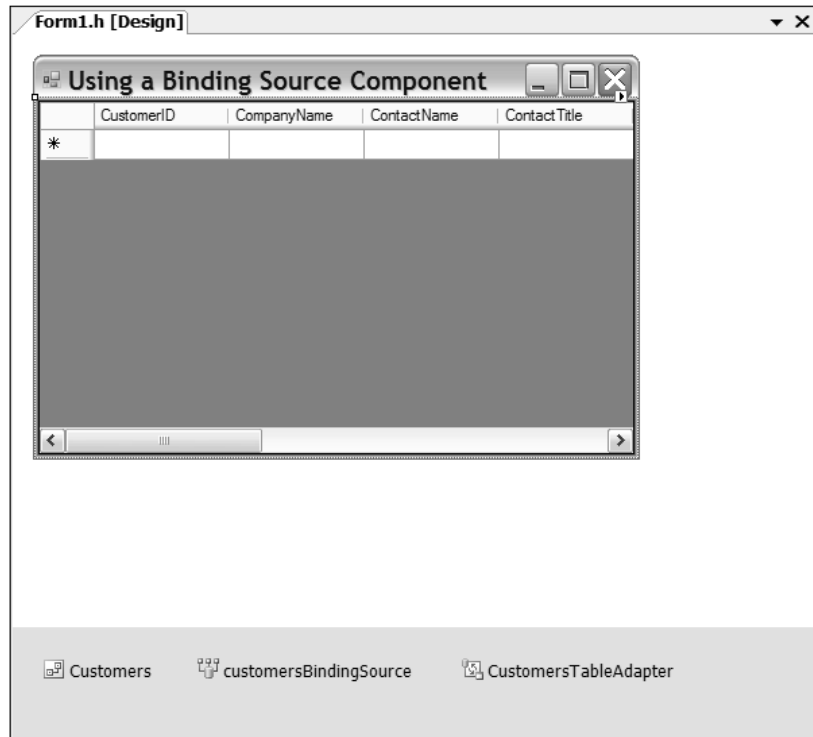 Form1.h [Design]
Using a Binding Source Component
CustomerID CompanyName ContactName ContactTitle
Customers customersBindingSource CustomersTableAdapter